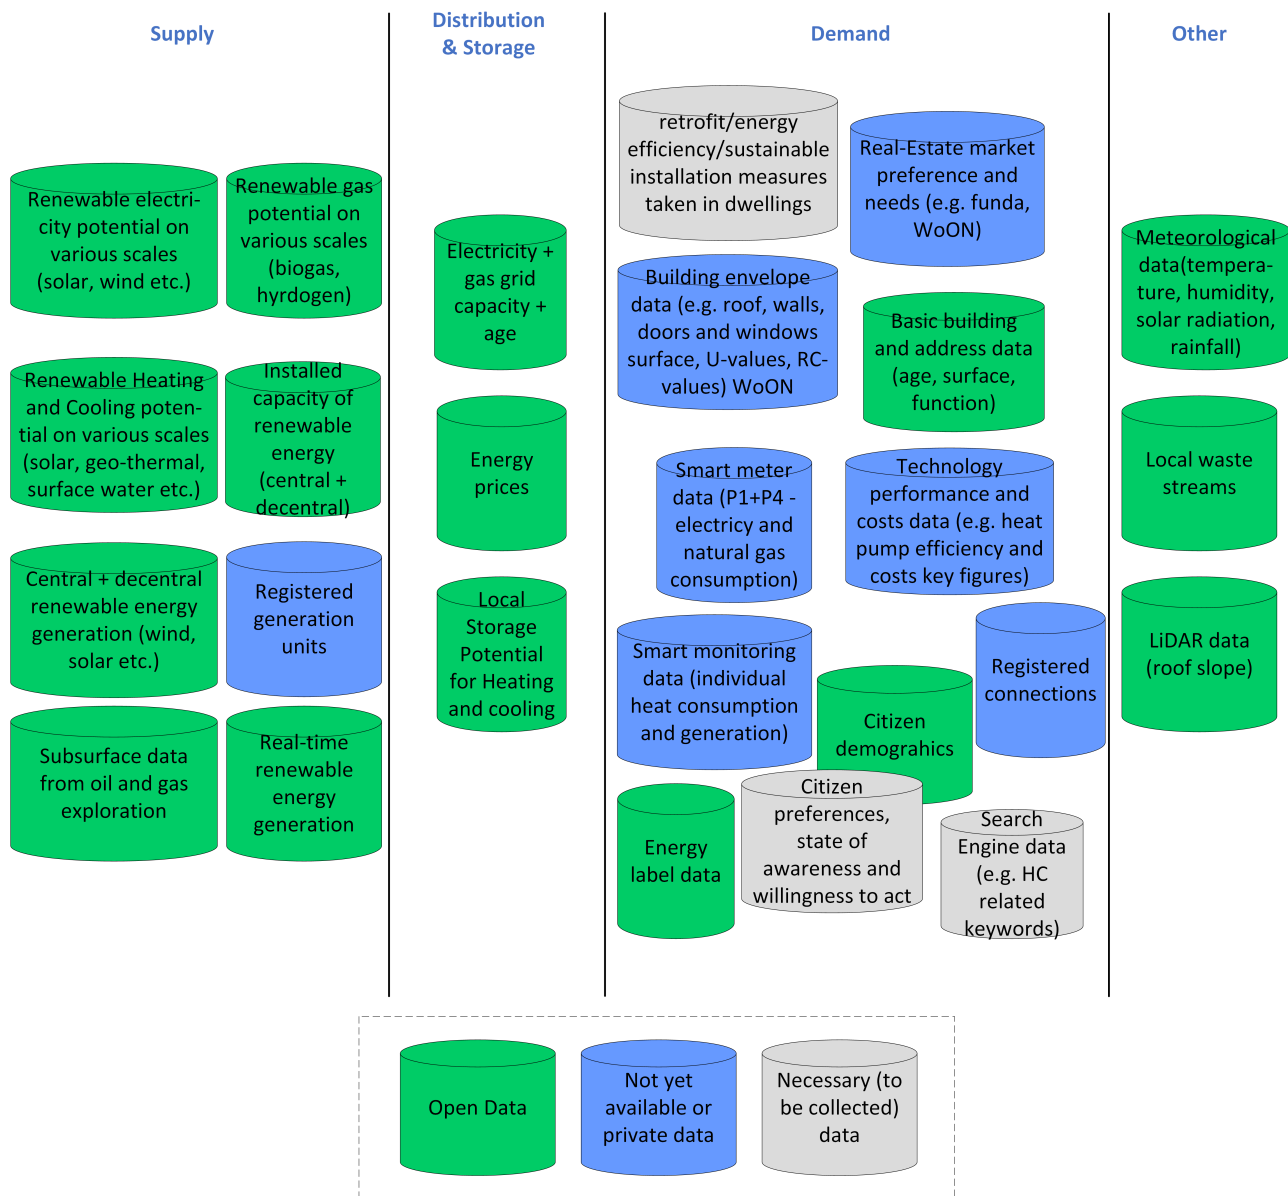 Supply
Distribution
& Storage
Demand
Other
Renewable electri-
city potential on
various scales
(solar, wind etc.)
Renewable gas
potential on
various scales
(biogas,
hyrdogen)
Renewable Heating
and Cooling poten-
tial on various scales
(solar, geo-thermal,
surface water etc.)
Installed
capacity of
renewable
energy
(central +
decentral)
Central + decentral
renewable energy
generation (wind,
solar etc.)
Registered
generation
units
Subsurface data
from oil and gas
exploration
Real-time
renewable
energy
generation
Electricity +
gas grid
capacity +
age
Energy
prices
Local
Storage
Potential
for Heating
and cooling
retrofit/energy
efficiency/sustainable
installation measures
taken in dwellings
Real-Estate market
preference and
needs (e.g. funda,
WoON)
Building envelope
data (e.g. roof, walls,
doors and windows
surface, U-values, RC-
values) WoON
Basic building
and address data
(age, surface,
function)
Smart meter
data (P1+P4 -
electricy and
natural gas
consumption)
Technology
performance and
costs data (e.g. heat
pump efficiency and
costs key figures)
Smart monitoring
data (individual
heat consumption
and generation)
Citizen
demograhics
Registered
connections
Energy
label data
Citizen
preferences,
state of
awareness and
willingness to act
Search
Engine data
(e.g. HC
related
keywords)
Meteorological
data(tempera-
ture, humidity,
solar radiation,
rainfall)
Local waste
streams
LiDAR data
(roof slope)
Open Data
Not yet
available or
private data
Necessary (to
be collected)
data